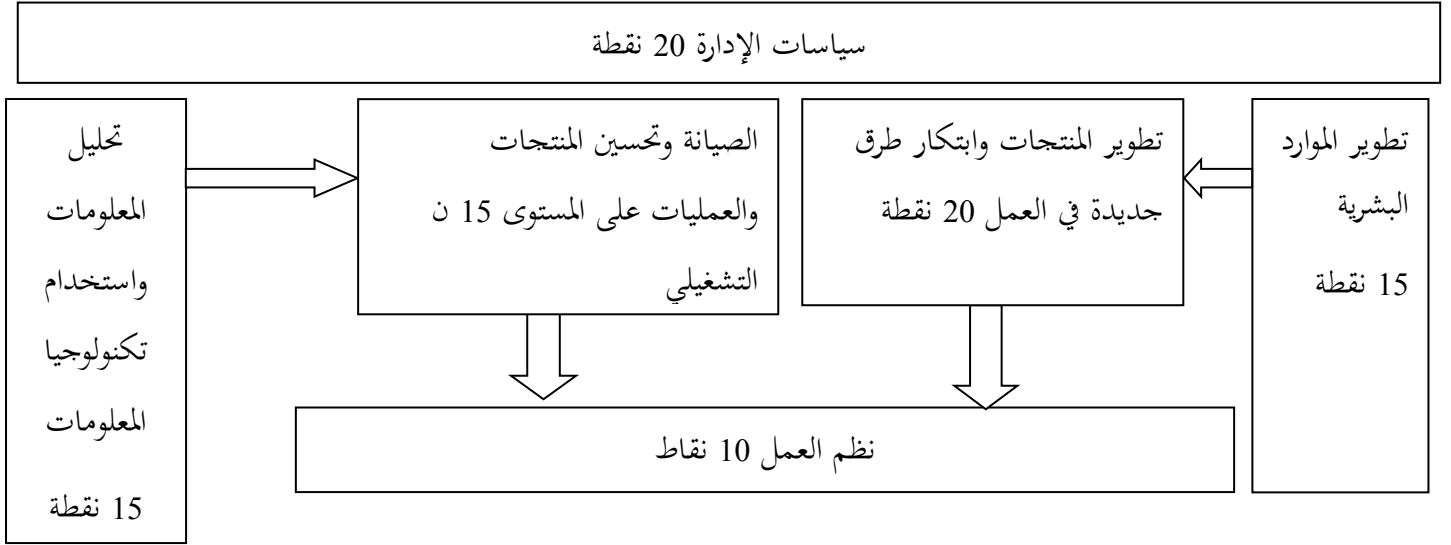 سياسات الإدارة 20 نقطة
تطوير الموارد
البشرية
15 نقطة
تطوير المنتجات وابتكار طرق
جديدة في العمل 20 نقطة
الصيانة وتحسين المنتجات
والعمليات على المستوى 15 ن
التشغيلي
تحليل
المعلومات
واستخدام
تكنولوجيا
المعلومات
15 نقطة
نظم العمل 10 نقاط